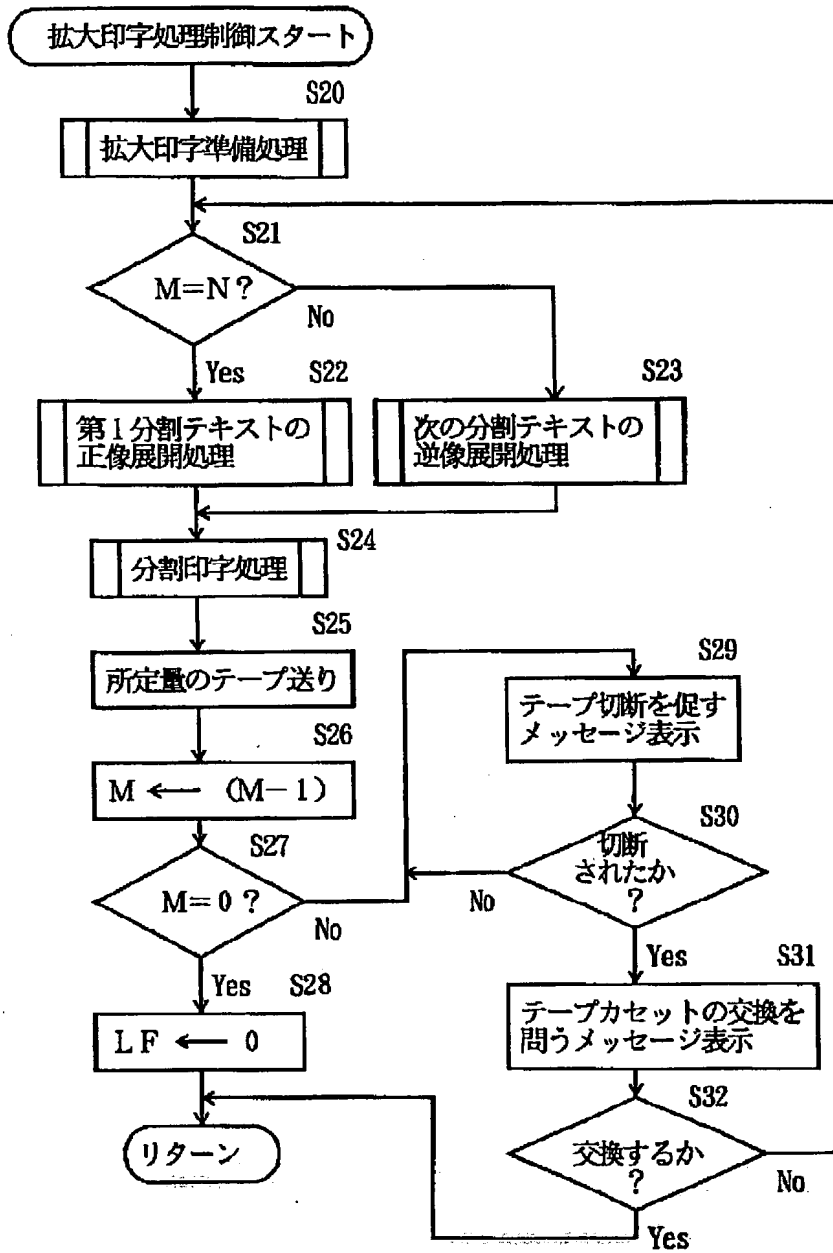 拡大印字処理制御スタート
S20
拡大印字準備処理
S21
M=N?
No
Yes
S22
第1分割テキストの
正像展開処理
S23
次の分割テキストの
逆像展開処理
S24
分割印字処理
S25
所定量のテープ送り
S26
M ← (M-1)
S27
M=0?
No
Yes
S28
LF ← 0
リターン
S29
テープ切断を促す
メッセージ表示
S30
切断
されたか
?
No
Yes
S31
テープカセットの交換を
問うメッセージ表示
S32
交換するか
?
No
Yes